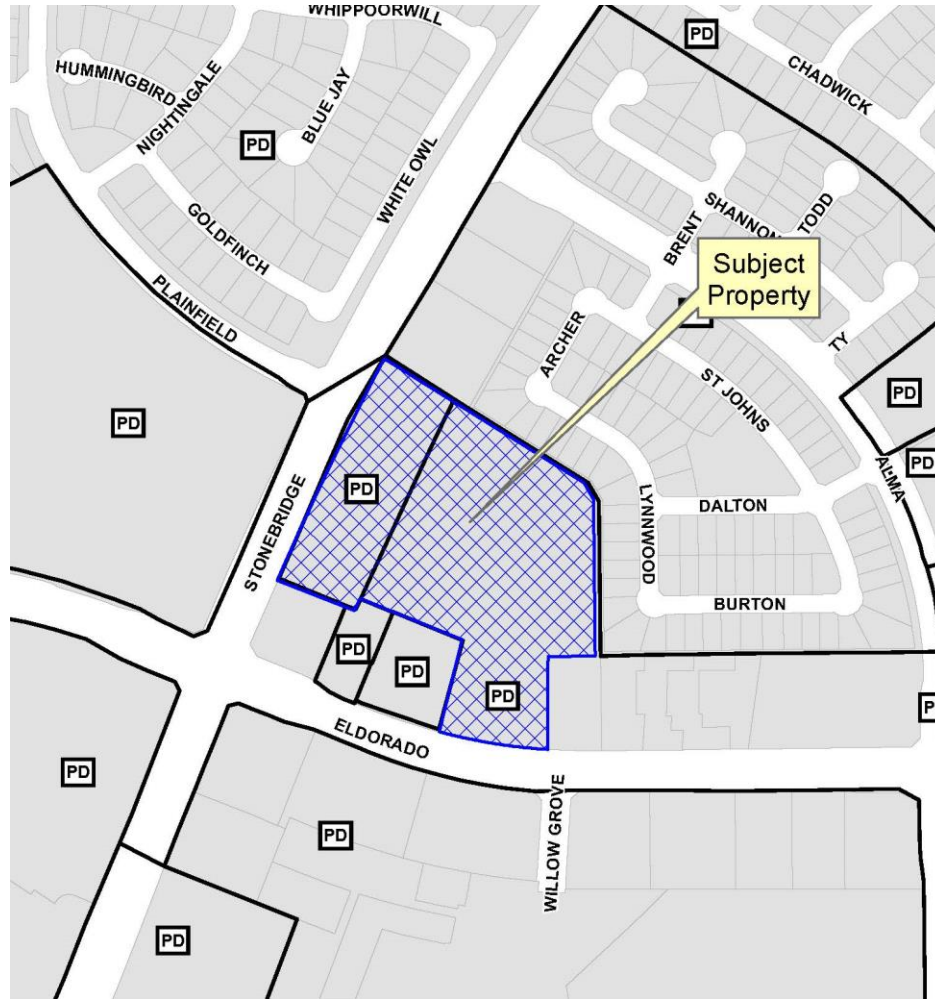 WHIPPOORWILL
PD
CHADWICK
HUMMINGBIRD
NIGHTINGALE
BLUE JAY
PD
WHITE OWL
GOLDFINCH
PLAINFIELD
SHANNON
TODD
BRENT
Subject
Property
ARCHER
ST JOHNS
TY
PD
PD
PD
ALMA
PD
STONEBRIDGE
LYNNWOOD
DALTON
BURTON
PD
PD
PD
ELDORADO
PD
WILLOW GROVE
PD
PD